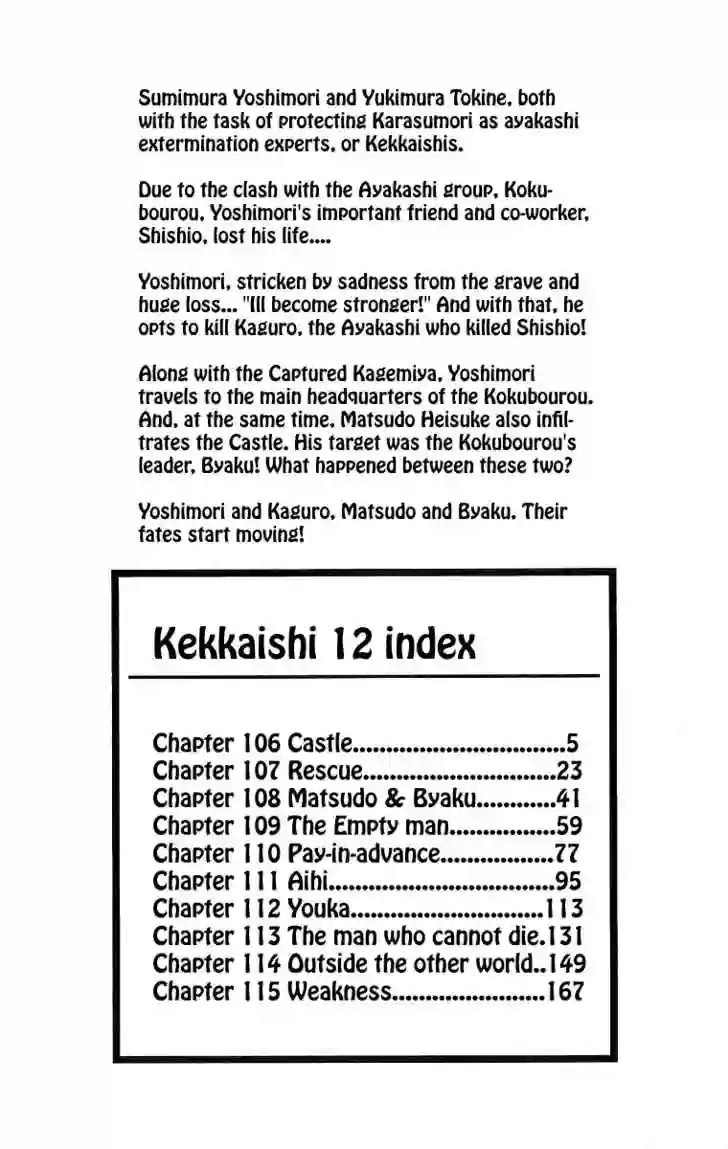 Sumimura Yoshimori and Yukimura Tokine, both
with the task of protecting Karasumori as ayakashi
extermination experts, or Kekkaishis.
Due to the clash with the Ayakashi group, Koku-
bourou, Yoshimori's important friend and co-worker,
Shishio, lost his life....
Yoshimori, stricken by sadness from the grave and
huge loss... "Ill become stronger!" And with that, he
opts to kill Kaguro, the Ayakashi who killed Shishio!
Along with the Captured Kagemiya, Yoshimori
travels to the main headquarters of the Kokubourou.
And, at the same time, Matsudo Heisuke also infil-
trates the Castle. His target was the Kokubourou's
leader, Byaku! What happened between these two?
Yoshimori and Kaguro, Matsudo and Byaku. Their
fates start moving!
Kekkaishi 12 index
Chapter 106 Castle................................5
Chapter 107 Rescue.............................23
Chapter 108 Matsudo & Byaku............41
Chapter 109 The Empty man................59
Chapter 110 Pay-in-advance.................77
Chapter 111 Aihi..................................95
Chapter 112 Youka.............................113
Chapter 113 The man who cannot die.131
Chapter 114 Outside the other world..149
Chapter 115 Weakness.......................167